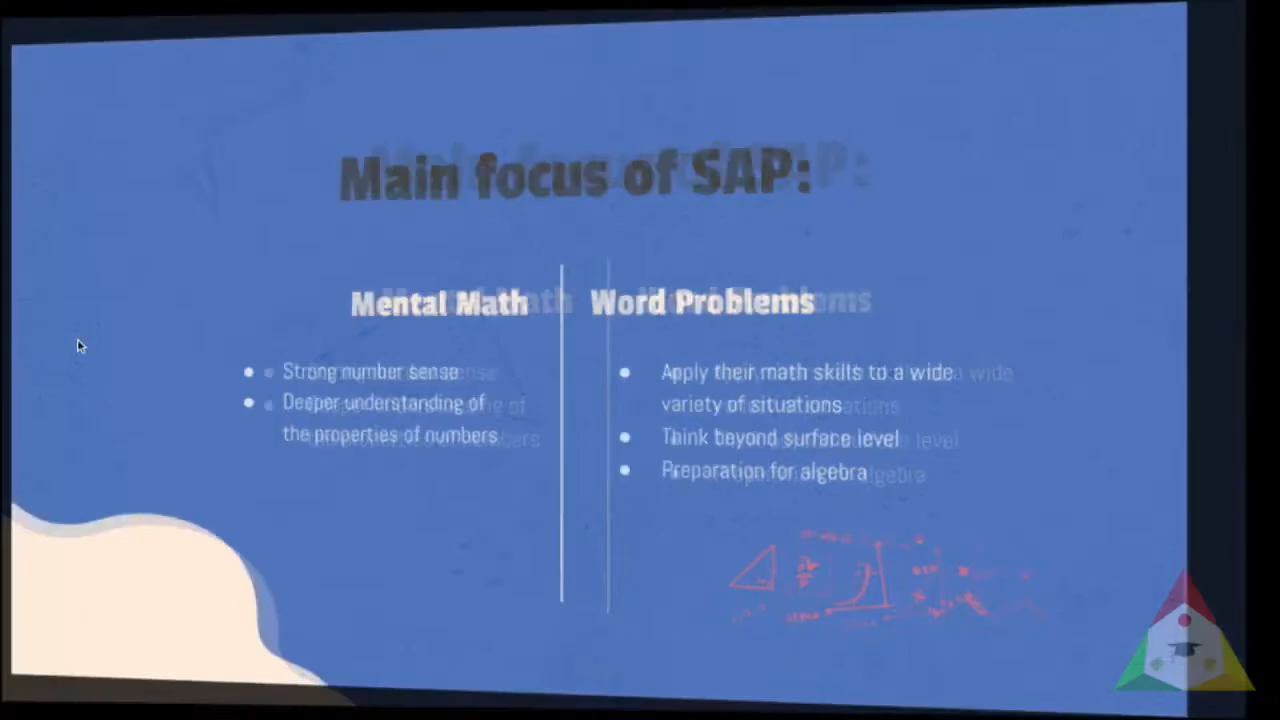 Main focus of SAP:
Mental Math
Strong number sense
Deeper understanding of
the properties of numbers
Word Problems
Apply their math skills to a wide
variety of situations
Think beyond surface level
Preparation for algebra